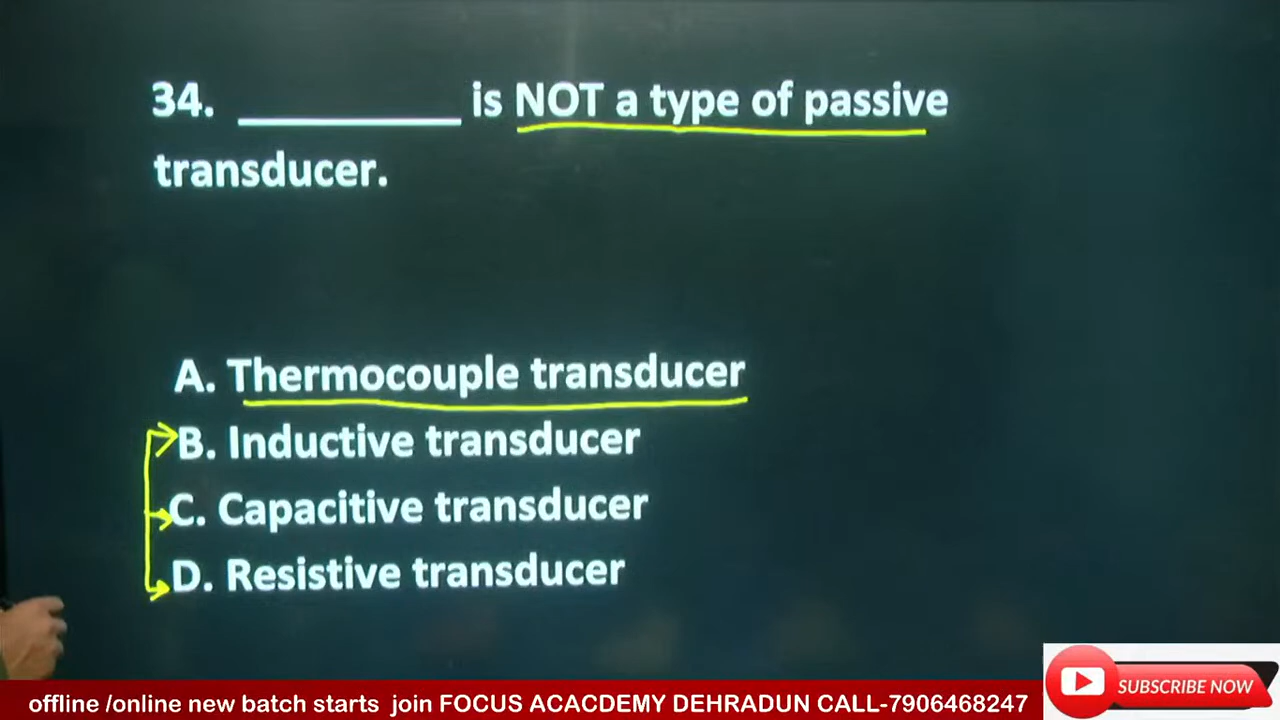 34. __________ is NOT a type of passive
transducer.
A. Thermocouple transducer
B. Inductive transducer
C. Capacitive transducer
D. Resistive transducer
SUBSCRIBE NOW
offline /online new batch starts join FOCUS ACACDEMY DEHRADUN CALL-7906468247